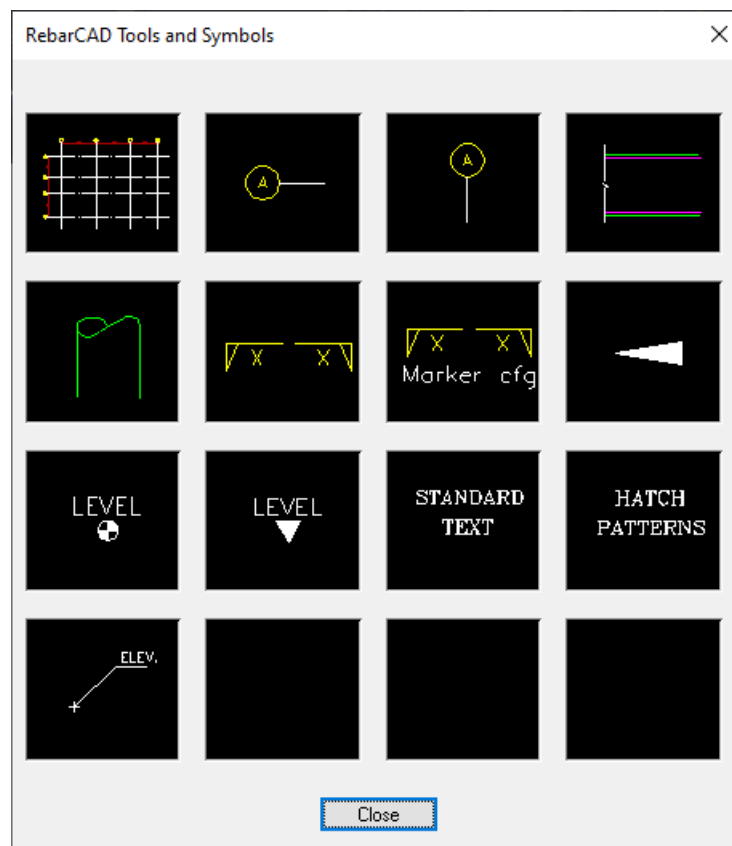 RebarCAD Tools and Symbols
A
A
X X
X X
Marker cfg
LEVEL
LEVEL
STANDARD
TEXT
HATCH
PATTERNS
ELEV.
Close